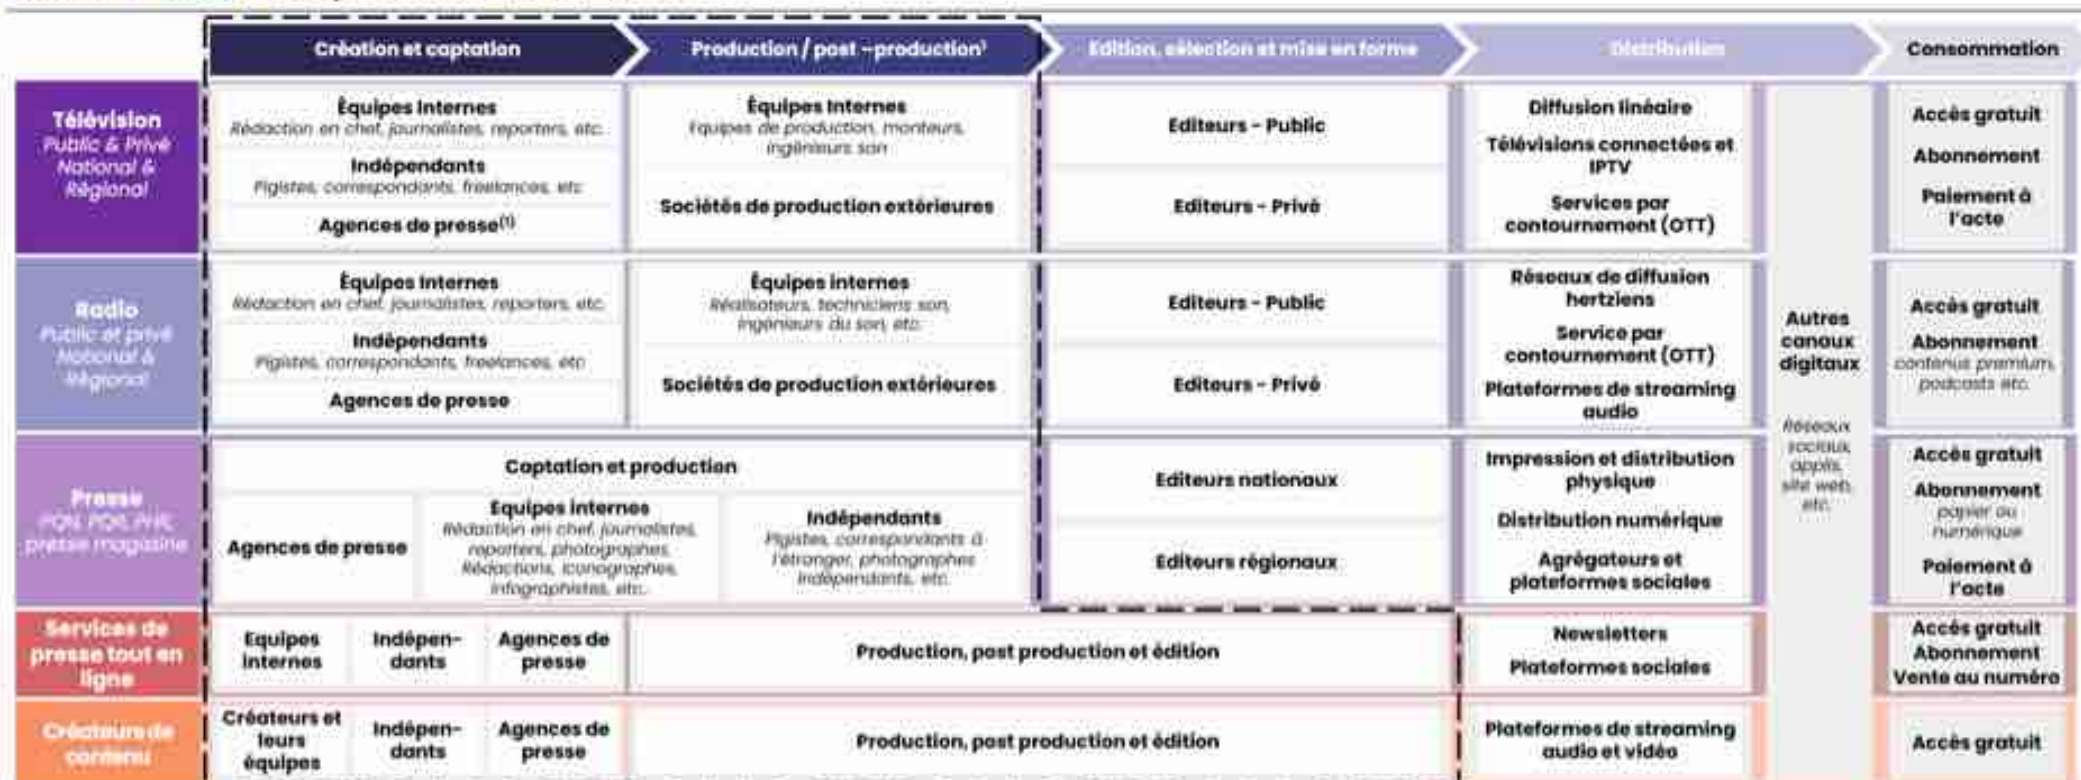 Création et captation
Production / post –production¹
Edition, sélection et mise en forme
Distribution
Consommation
Télévision
Public & Privé
National &
Régional
Équipes Internes
Rédaction en chef, journalistes, reporters, etc.
Indépendants
Pigistes, correspondants, freelances, etc
Agences de presse(1)
Équipes Internes
Equipes de production, monteurs,
ingénieurs son
Sociétés de production extérieures
Editeurs - Public
Editeurs - Privé
Diffusion linéaire
Télévisions connectées et
IPTV
Services par
contournement (OTT)
Accès gratuit
Abonnement
Paiement à
l'acte
Radio
Public et privé
National &
Régional
Équipes Internes
Rédaction en chef, journalistes, reporters, etc.
Indépendants
Pigistes, correspondants, freelances, etc
Agences de presse
Équipes internes
Réalisateurs, techniciens son,
ingénieurs du son, etc.
Sociétés de production extérieures
Editeurs - Public
Editeurs - Privé
Réseaux de diffusion
hertziens
Service par
contournement (OTT)
Plateformes de streaming
audio
Autres
canaux
digitaux
Réseaux
sociaux,
applis,
site web,
etc.
Accès gratuit
Abonnement
contenus premium,
podcasts etc.
Presse
PQN, PQR, PHR,
presse magazine
Captation et production
Agences de presse
Equipes internes
Rédaction en chef, journalistes,
reporters, photographes,
Rédactions, iconographes,
infographistes, etc.
Indépendants
Pigistes, correspondants à
l'étranger, photographes
indépendants, etc.
Editeurs nationaux
Editeurs régionaux
Impression et distribution
physique
Distribution numérique
Agrégateurs et
plateformes sociales
Accès gratuit
Abonnement
papier ou
numérique
Paiement à
l'acte
Services de
presse tout en
ligne
Equipes
internes
Indépen-
dants
Agences de
presse
Production, post production et édition
Newsletters
Plateformes sociales
Accès gratuit
Abonnement
Vente au numéro
Créateurs de
contenu
Créateurs et
leurs
équipes
Indépen-
dants
Agences de
presse
Production, post production et édition
Plateformes de streaming
audio et vidéo
Accès gratuit